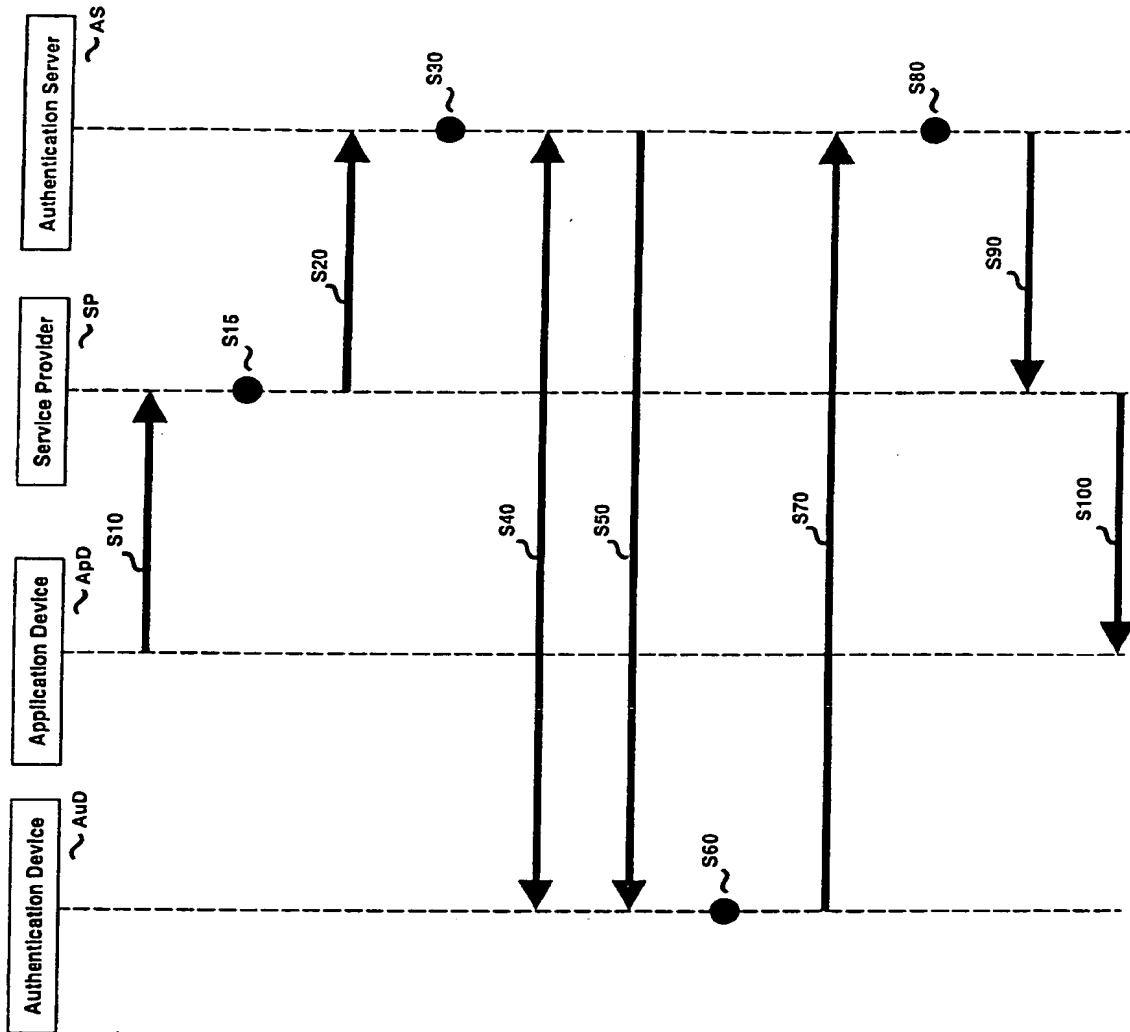 Authentication Device
AuD
Application Device
ApD
Service Provider
SP
Authentication Server
AS
S10
S15
S20
S30
S40
S50
S60
S70
S80
S90
S100